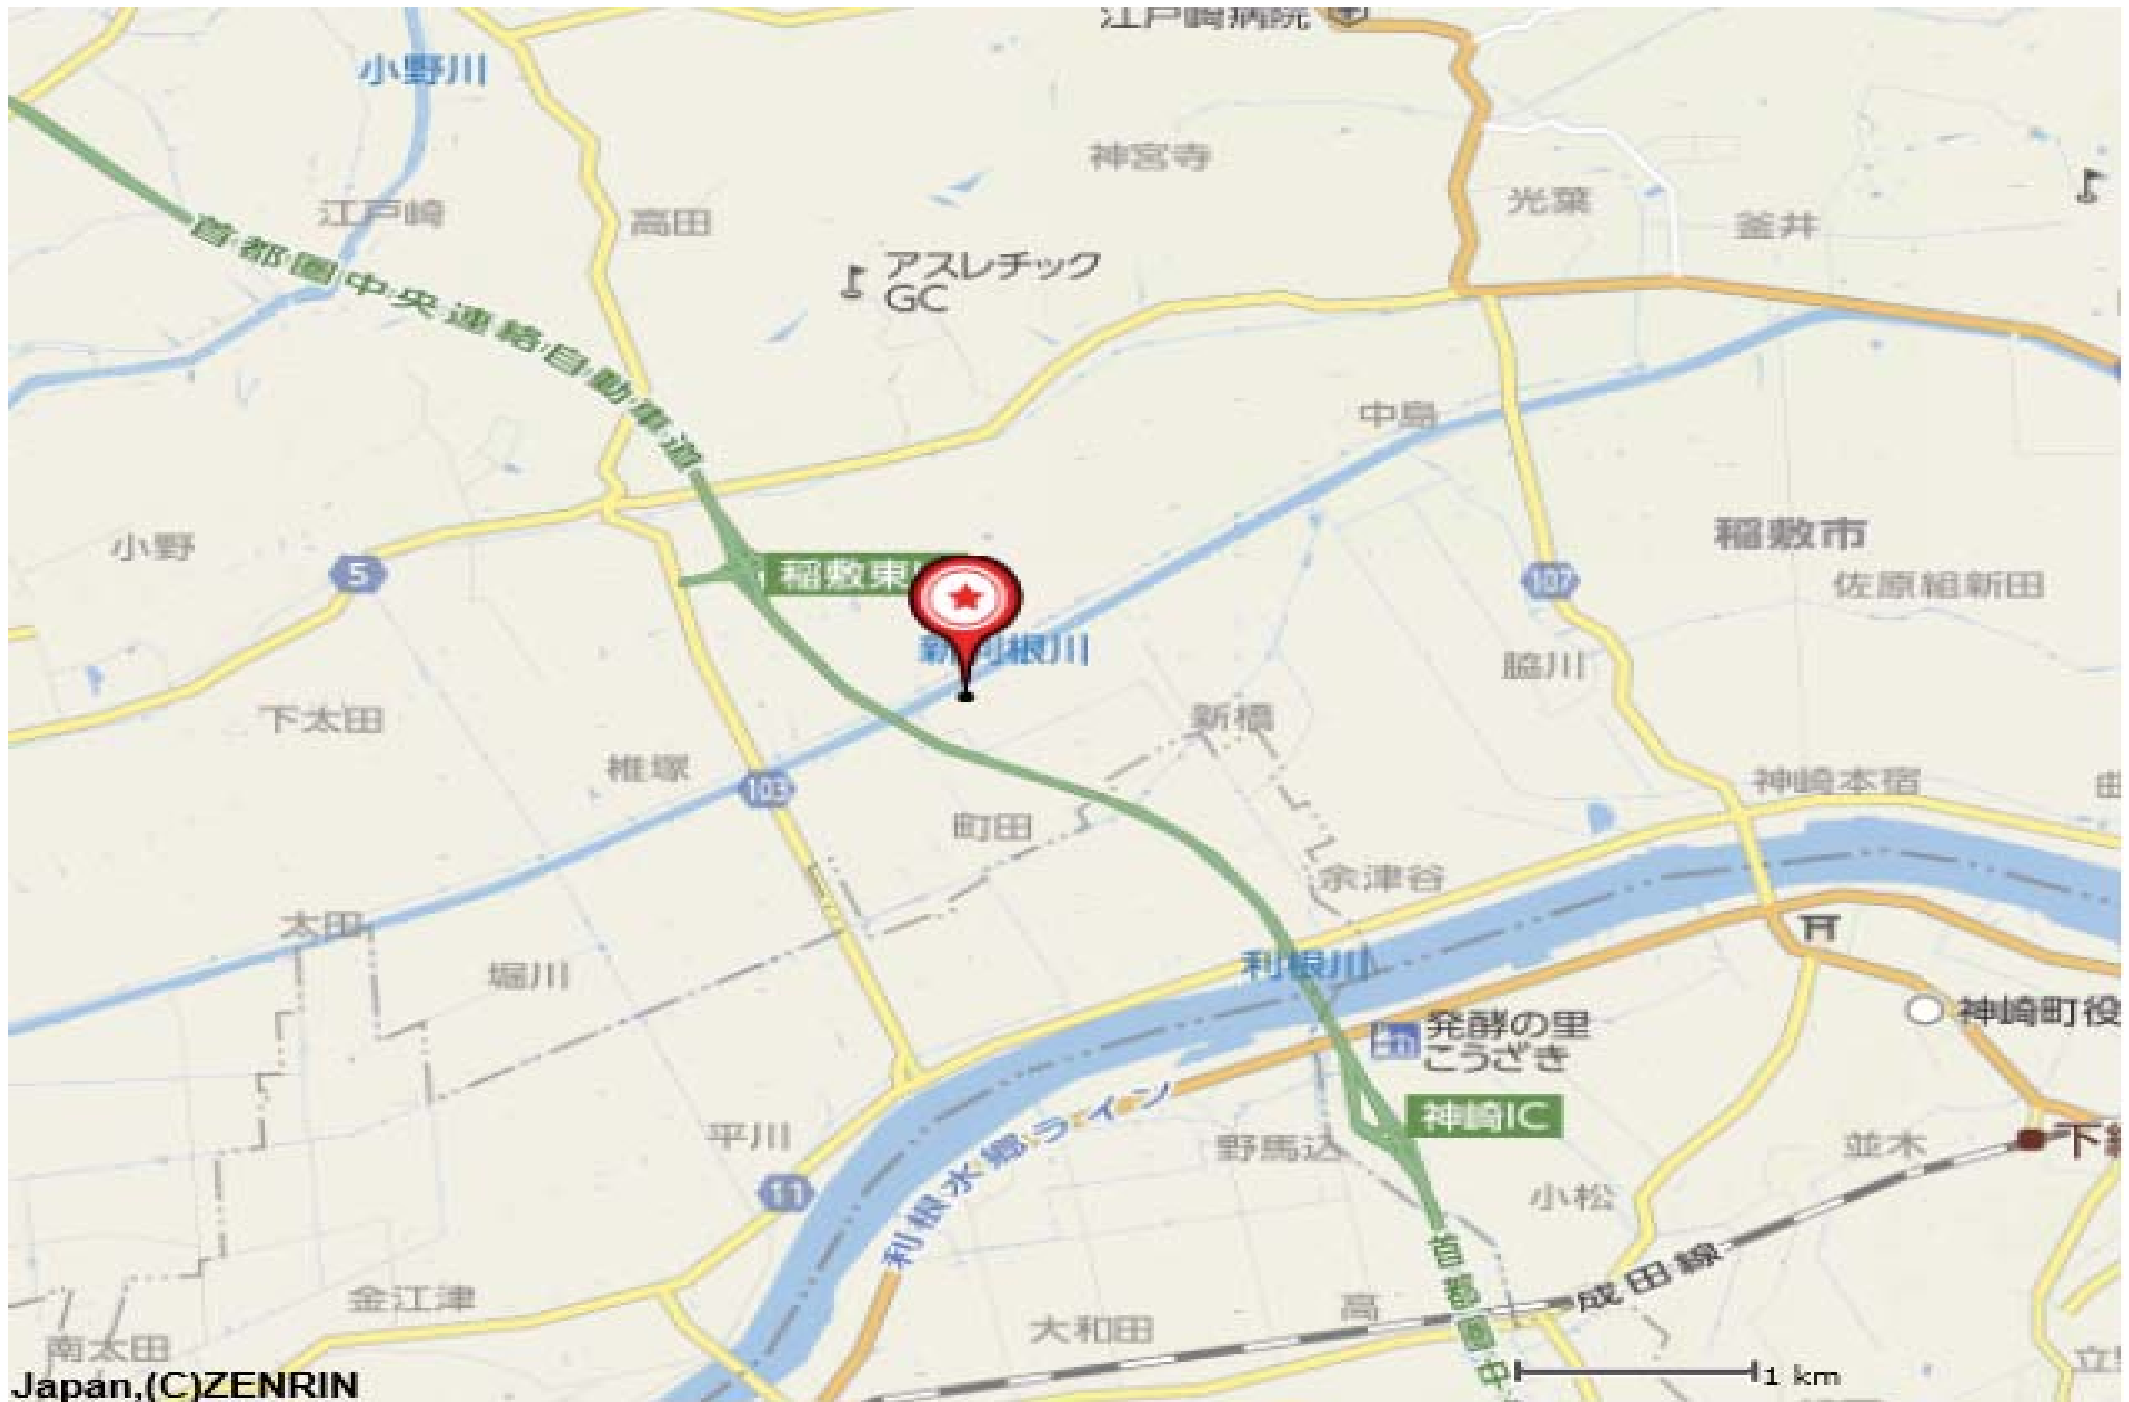 江戸崎病院
小野川
神宮寺
江戸崎
高田
光葉
釜井
首都圏中央連絡自動車道
アスレチック
GC
中島
小野
5
稲敷東
稲敷市
107
佐原組新田
新利根川
脇川
下太田
新橋
椎塚
103
町田
神崎本宿
余津谷
太田
堀川
利根川
発酵の里
こうざき
神崎町役
神崎IC
平川
利根水郷ライン
野馬込
並木
下総
11
小松
首都圏中
成田線
金江津
大和田
高
南太田
Japan,(C)ZENRIN
1 km